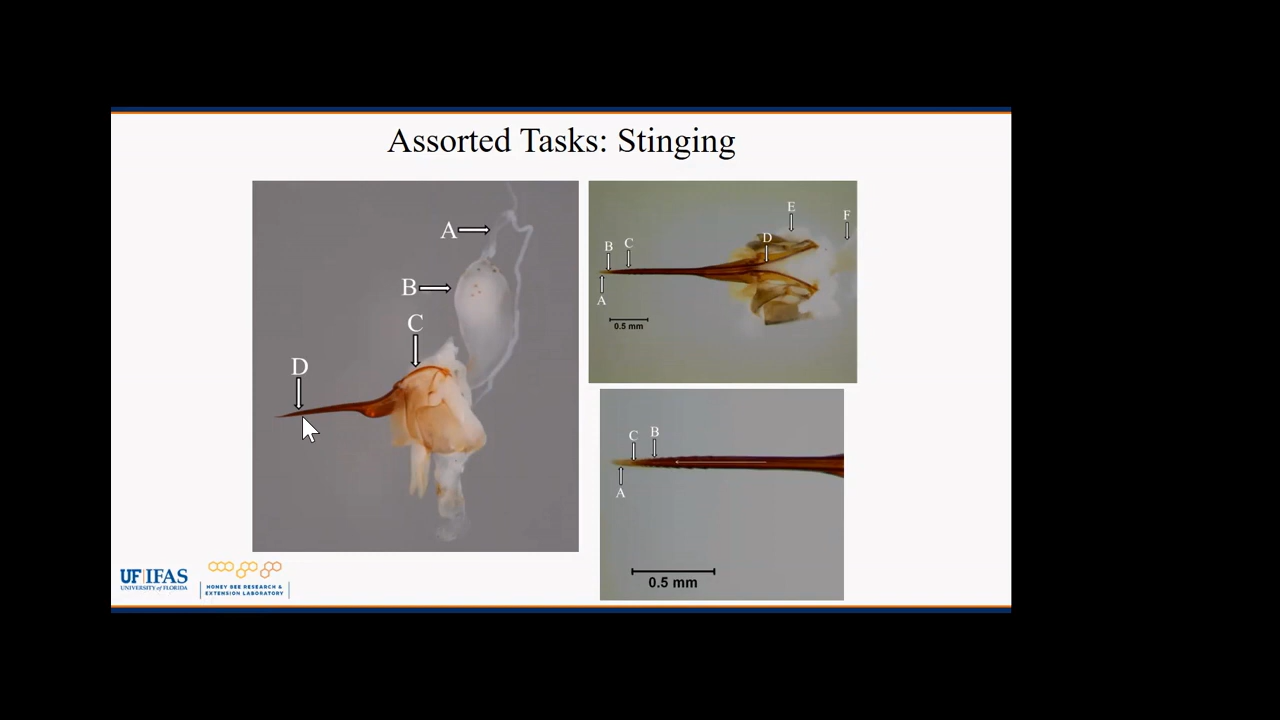 Assorted Tasks: Stinging
A
B
C
D
E
F
D
B
C
A
0.5 mm
C
B
A
0.5 mm
UF|IFAS
UNIVERSITY of FLORIDA
HONEY BEE RESEARCH &
EXTENSION LABORATORY